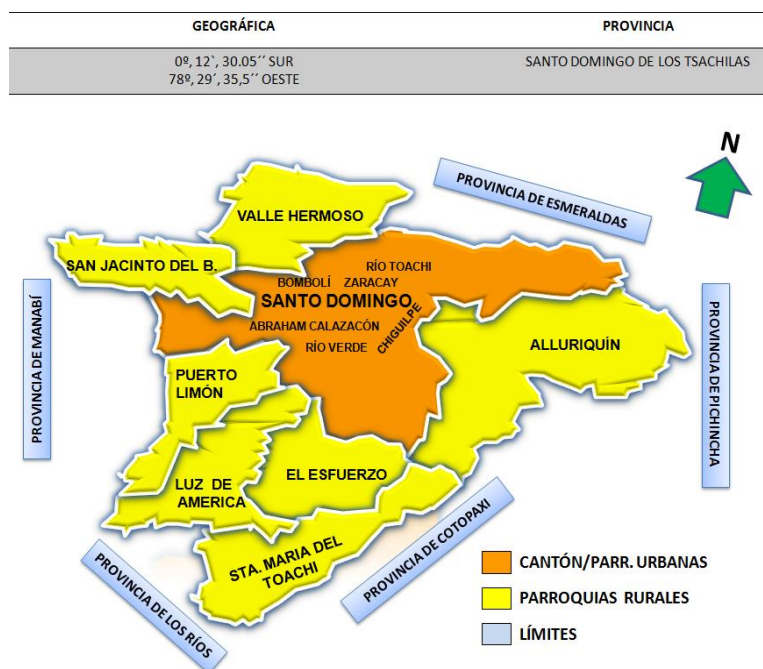 GEOGRÁFICA
PROVINCIA
0º, 12`, 30.05´´ SUR
78º, 29´, 35,5´´ OESTE
SANTO DOMINGO DE LOS TSACHILAS
N
PROVINCIA DE ESMERALDAS
VALLE HERMOSO
SAN JACINTO DEL B.
RÍO TOACHI
BOMBOLÍ ZARACAY
SANTO DOMINGO
ABRAHAM CALAZACÓN
CHIGUILPE
RÍO VERDE
ALLURIQUÍN
PROVINCIA DE MANABÍ
PROVINCIA DE PICHINCHA
PUERTO
LIMÓN
LUZ DE
AMERICA
EL ESFUERZO
STA. MARIA DEL
TOACHI
PROVINCIA DE COTOPAXI
PROVINCIA DE LOS RÍOS
CANTÓN/PARR. URBANAS
PARROQUIAS RURALES
LÍMITES